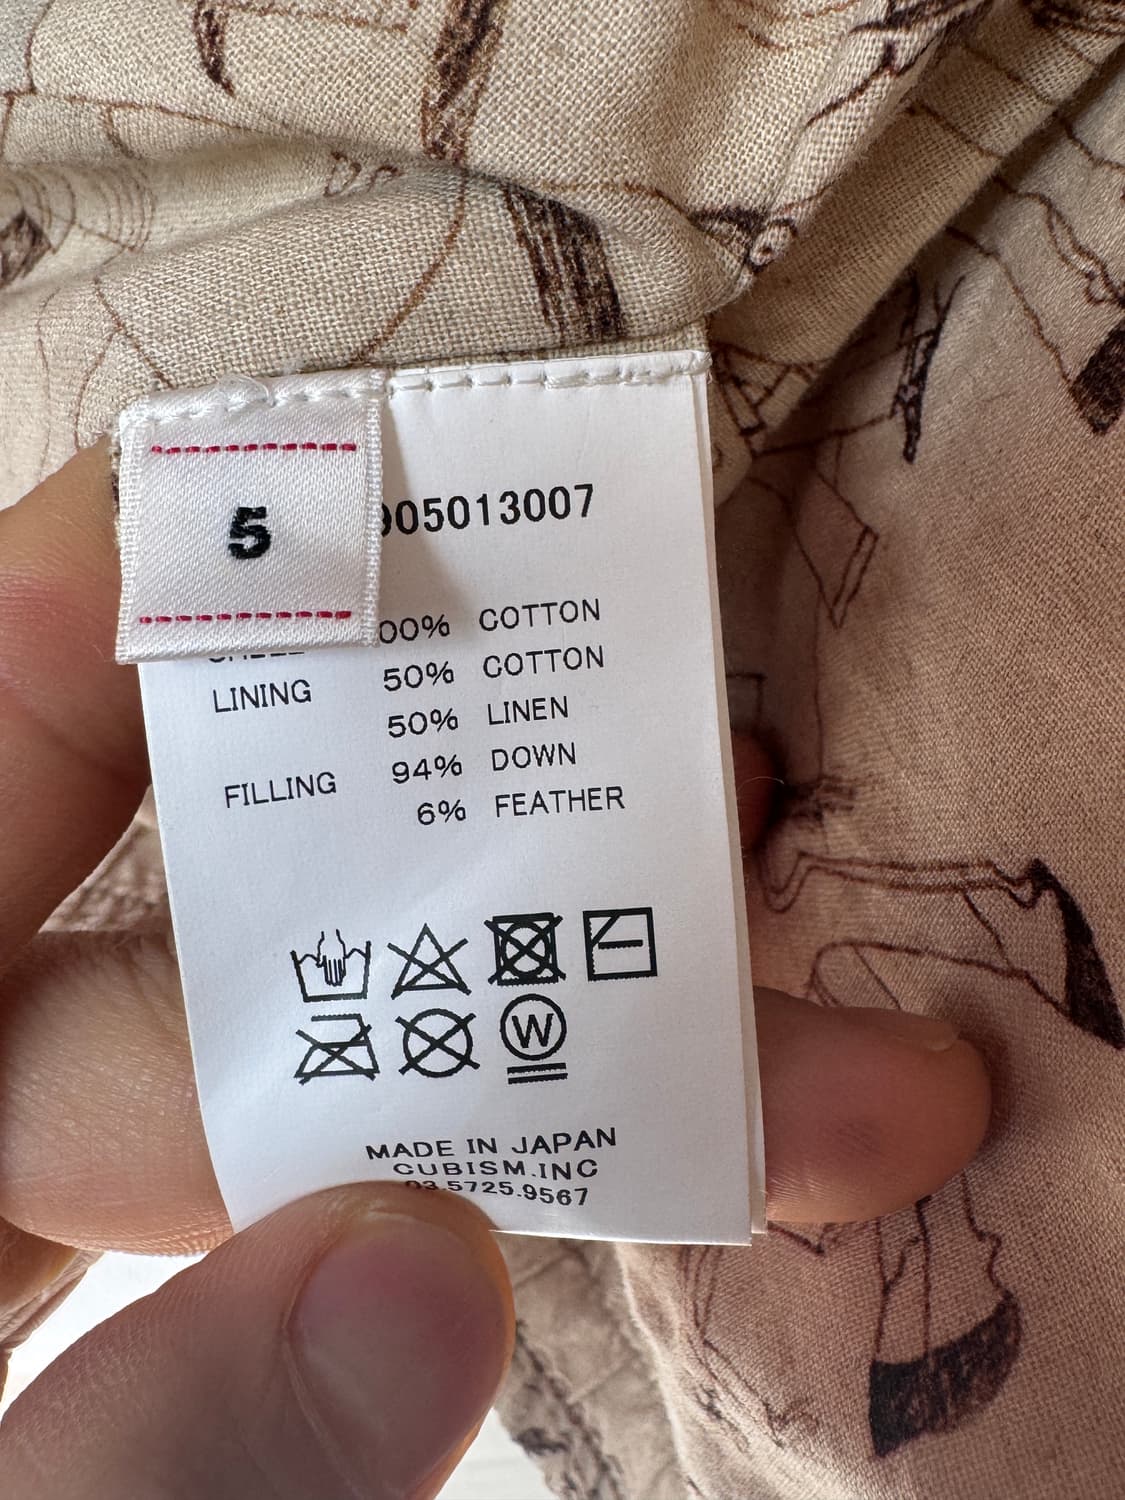 5
05013007
00% COTTON
LINING 50% COTTON
50% LINEN
FILLING 94% DOWN
6% FEATHER
W
MADE IN JAPAN
CUBISM.INC
03.5725.9567